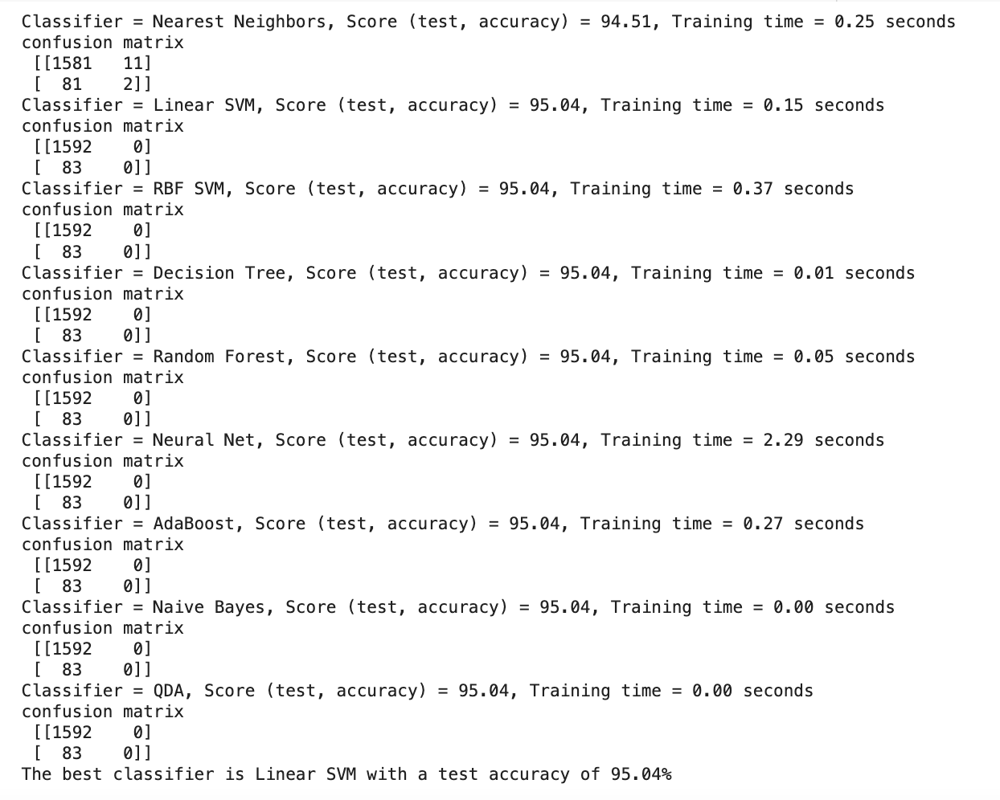 Classifier = Nearest Neighbors, Score (test, accuracy) = 94.51, Training time = 0.25 seconds
confusion matrix
[[1581   11]
[  81    2]]
Classifier = Linear SVM, Score (test, accuracy) = 95.04, Training time = 0.15 seconds
confusion matrix
[[1592    0]
[  83    0]]
Classifier = RBF SVM, Score (test, accuracy) = 95.04, Training time = 0.37 seconds
confusion matrix
[[1592    0]
[  83    0]]
Classifier = Decision Tree, Score (test, accuracy) = 95.04, Training time = 0.01 seconds
confusion matrix
[[1592    0]
[  83    0]]
Classifier = Random Forest, Score (test, accuracy) = 95.04, Training time = 0.05 seconds
confusion matrix
[[1592    0]
[  83    0]]
Classifier = Neural Net, Score (test, accuracy) = 95.04, Training time = 2.29 seconds
confusion matrix
[[1592    0]
[  83    0]]
Classifier = AdaBoost, Score (test, accuracy) = 95.04, Training time = 0.27 seconds
confusion matrix
[[1592    0]
[  83    0]]
Classifier = Naive Bayes, Score (test, accuracy) = 95.04, Training time = 0.00 seconds
confusion matrix
[[1592    0]
[  83    0]]
Classifier = QDA, Score (test, accuracy) = 95.04, Training time = 0.00 seconds
confusion matrix
[[1592    0]
[  83    0]]
The best classifier is Linear SVM with a test accuracy of 95.04%